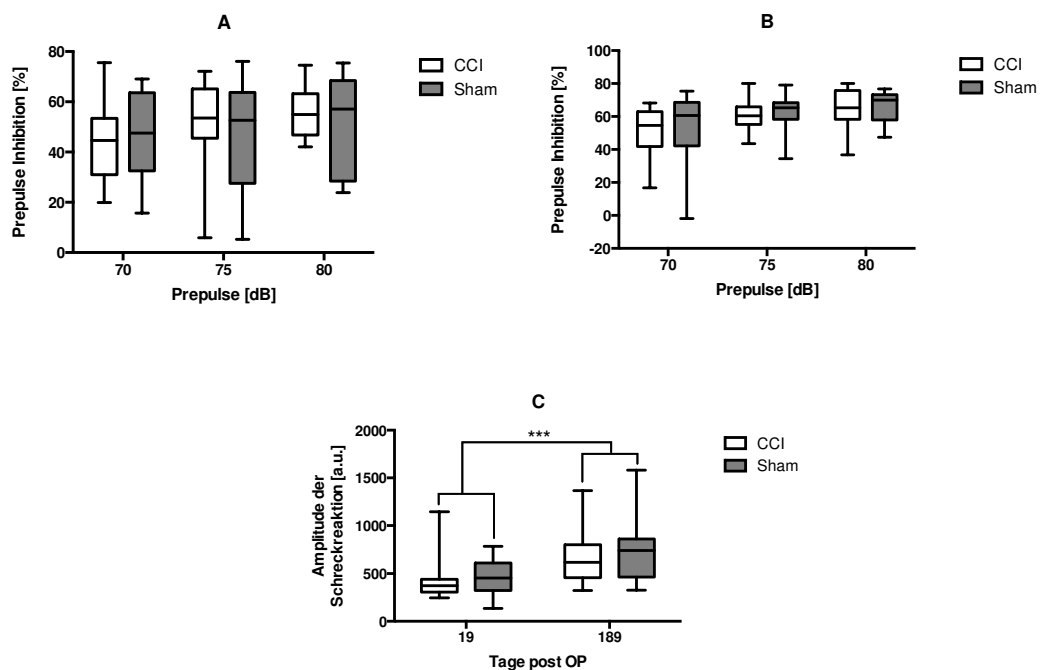 A
Prepulse Inhibition [%]
80
60
40
20
0
70 75 80
Prepulse [dB]
CCI
Sham
B
Prepulse Inhibition [%]
100
80
60
40
20
0
-20
70 75 80
Prepulse [dB]
CCI
Sham
C
Amplitude der
Schreckreaktion [a.u.]
2000
1500
1000
500
0
***
19 189
Tage post OP
CCI
Sham